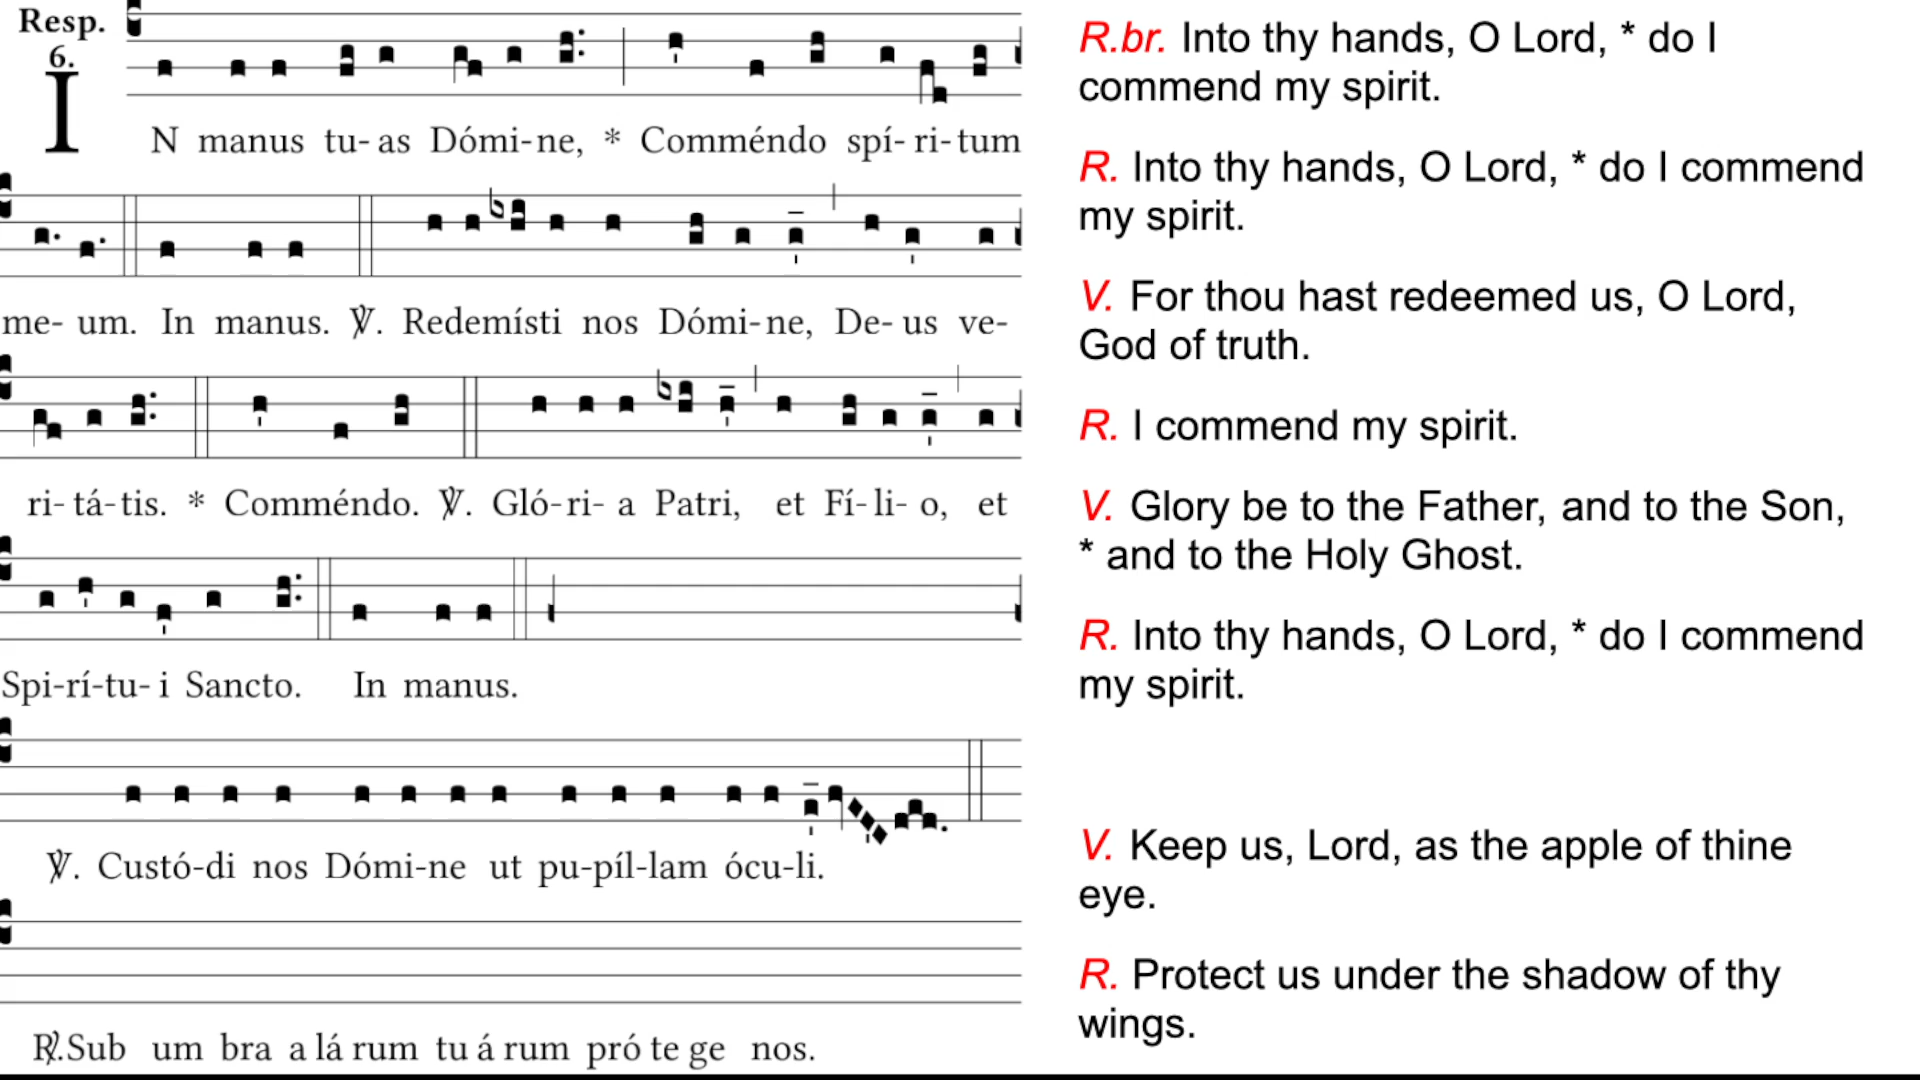 Resp.
6.
IN manus tu- as Dómi- ne, * Comméndo spí- ri- tum
me- um. In manus. ℣. Redemísti nos Dómi- ne, De- us ve-
ri- tá- tis. * Comméndo. ℣. Gló- ri- a Patri, et Fí- li- o, et
Spi-rí-tu- i Sancto. In manus.
℣. Custó-di nos Dómi-ne ut pu-píl-lam ócu-li.
℟.Sub um bra a lá rum tu á rum pró te ge nos.
R.br. Into thy hands, O Lord, * do I
commend my spirit.
R. Into thy hands, O Lord, * do I commend
my spirit.
V. For thou hast redeemed us, O Lord,
God of truth.
R. I commend my spirit.
V. Glory be to the Father, and to the Son,
* and to the Holy Ghost.
R. Into thy hands, O Lord, * do I commend
my spirit.
V. Keep us, Lord, as the apple of thine
eye.
R. Protect us under the shadow of thy
wings.